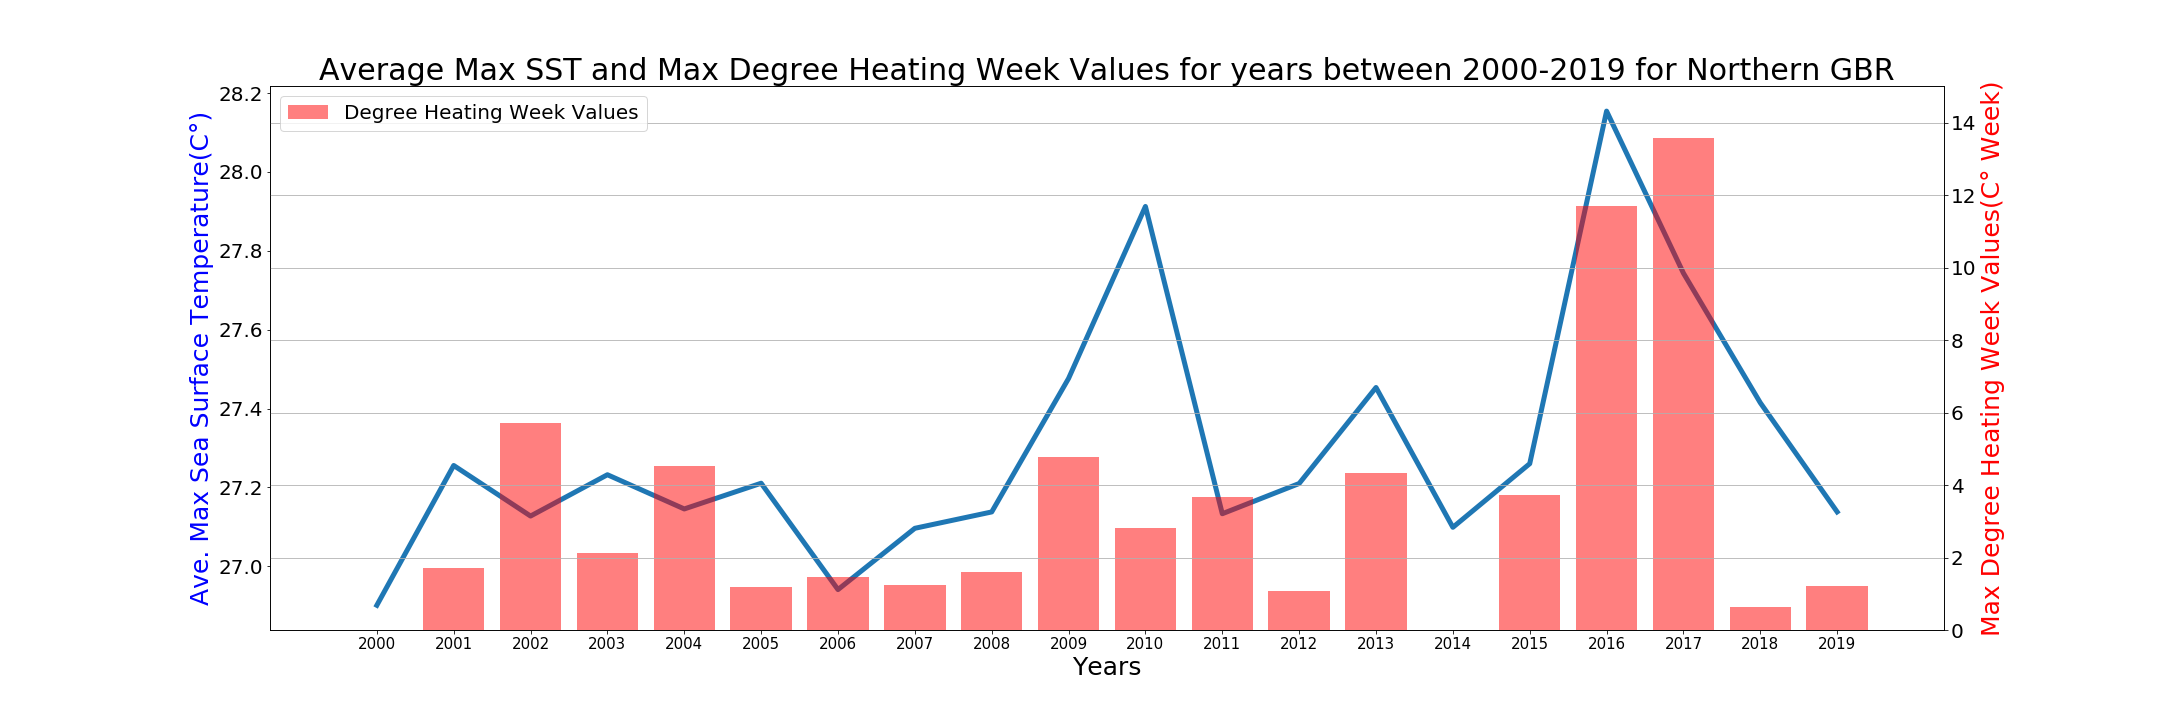 Average Max SST and Max Degree Heating Week Values for years between 2000-2019 for Northern GBR
Degree Heating Week Values
Ave. Max Sea Surface Temperature(C°)
28.2
28.0
27.8
27.6
27.4
27.2
27.0
14
12
10
8
6
4
2
0
Max Degree Heating Week Values(C° Week)
2000 2001 2002 2003 2004 2005 2006 2007 2008 2009 2010 2011 2012 2013 2014 2015 2016 2017 2018 2019
Years